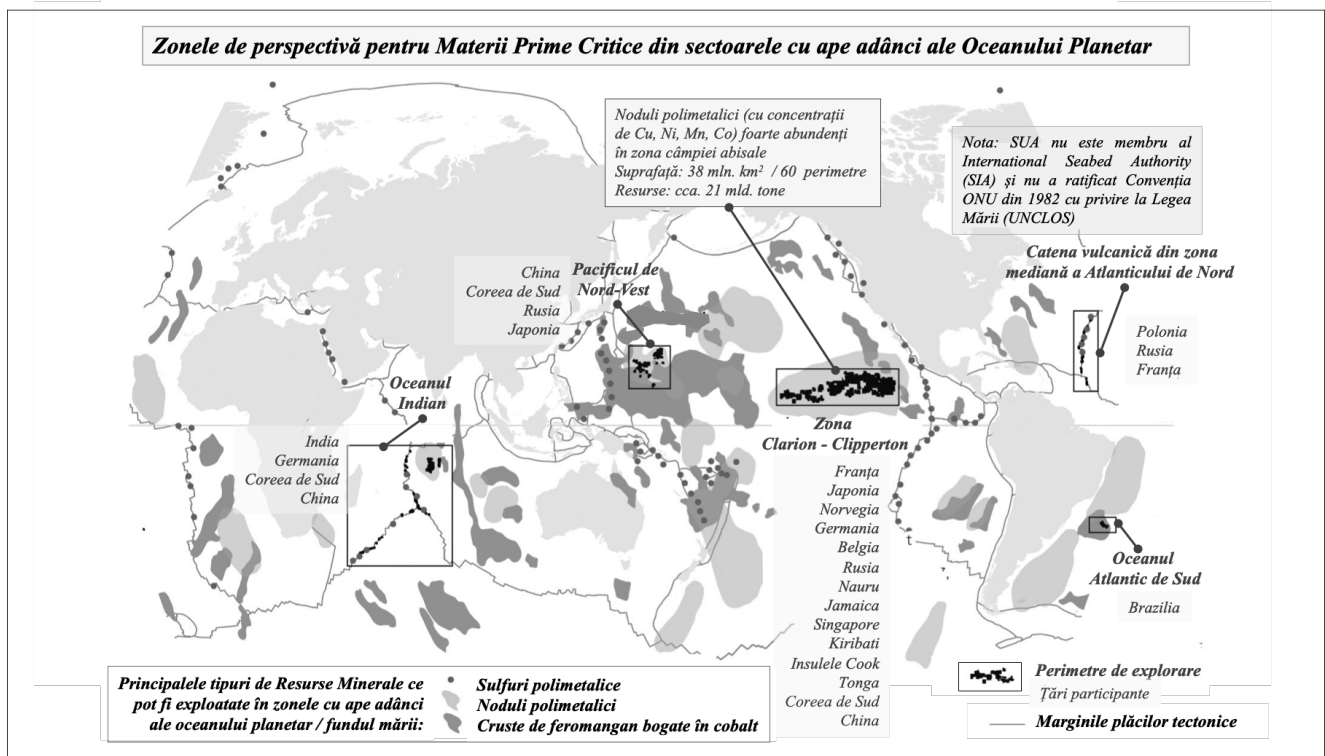 Zonele de perspectivă pentru Materii Prime Critice din sectoarele cu ape adânci ale Oceanului Planetar
Noduli polimetalici (cu concentrații
de Cu, Ni, Mn, Co) foarte abundenți
în zona câmpiei abisale
Suprafață: 38 mln. km² / 60 perimetre
Resurse: cca. 21 mld. tone
Nota: SUA nu este membru al
International Seabed Authority
(SIA) și nu a ratificat Convenția
ONU din 1982 cu privire la Legea
Mării (UNCLOS)
Catena vulcanică din zona
mediană a Atlanticului de Nord
Polonia
Rusia
Franța
China
Coreea de Sud
Rusia
Japonia
Pacificul de
Nord-Vest
Oceanul
Indian
India
Germania
Coreea de Sud
China
Zona
Clarion - Clipperton
Franța
Japonia
Norvegia
Germania
Belgia
Rusia
Nauru
Jamaica
Singapore
Kiribati
Insulele Cook
Tonga
Coreea de Sud
China
Oceanul
Atlantic de Sud
Brazilia
Principalele tipuri de Resurse Minerale ce
pot fi exploatate în zonele cu ape adânci
ale oceanului planetar / fundul mării:
Sulfuri polimetalice
Noduli polimetalici
Cruste de feromangan bogate în cobalt
Perimetre de explorare
Țări participante
Marginile plăcilor tectonice